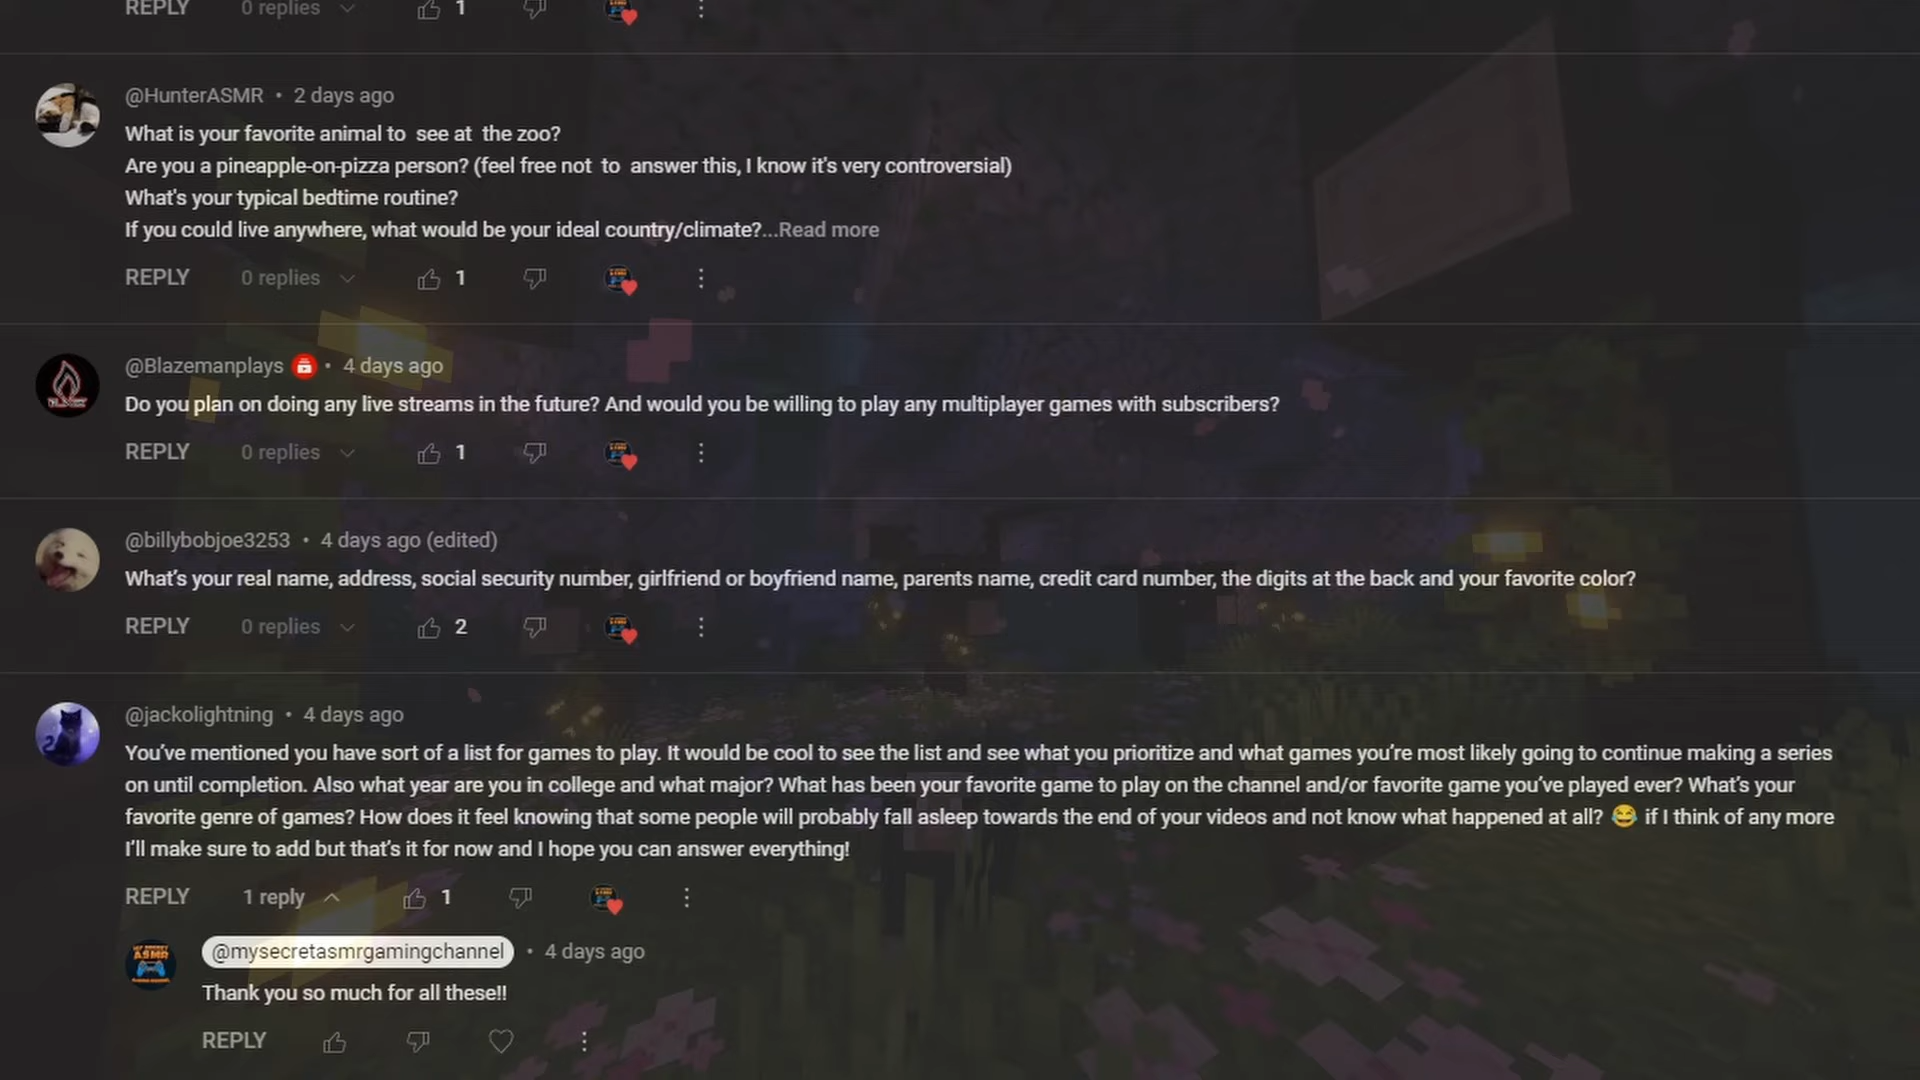 REPLY 0 replies 1
@HunterASMR • 2 days ago
What is your favorite animal to see at the zoo?
Are you a pineapple-on-pizza person? (feel free not to answer this, I know it's very controversial)
What's your typical bedtime routine?
If you could live anywhere, what would be your ideal country/climate?...Read more
REPLY 0 replies 1
@Blazemanplays • 4 days ago
Do you plan on doing any live streams in the future? And would you be willing to play any multiplayer games with subscribers?
REPLY 0 replies 1
@billybobjoe3253 • 4 days ago (edited)
What’s your real name, address, social security number, girlfriend or boyfriend name, parents name, credit card number, the digits at the back and your favorite color?
REPLY 0 replies 2
@jackolightning • 4 days ago
You’ve mentioned you have sort of a list for games to play. It would be cool to see the list and see what you prioritize and what games you’re most likely going to continue making a series
on until completion. Also what year are you in college and what major? What has been your favorite game to play on the channel and/or favorite game you’ve played ever? What’s your
favorite genre of games? How does it feel knowing that some people will probably fall asleep towards the end of your videos and not know what happened at all? 😂 if I think of any more
I’ll make sure to add but that’s it for now and I hope you can answer everything!
REPLY 1 reply 1
ASMR
@mysecretasmrgamingchannel • 4 days ago
Thank you so much for all these!!
REPLY